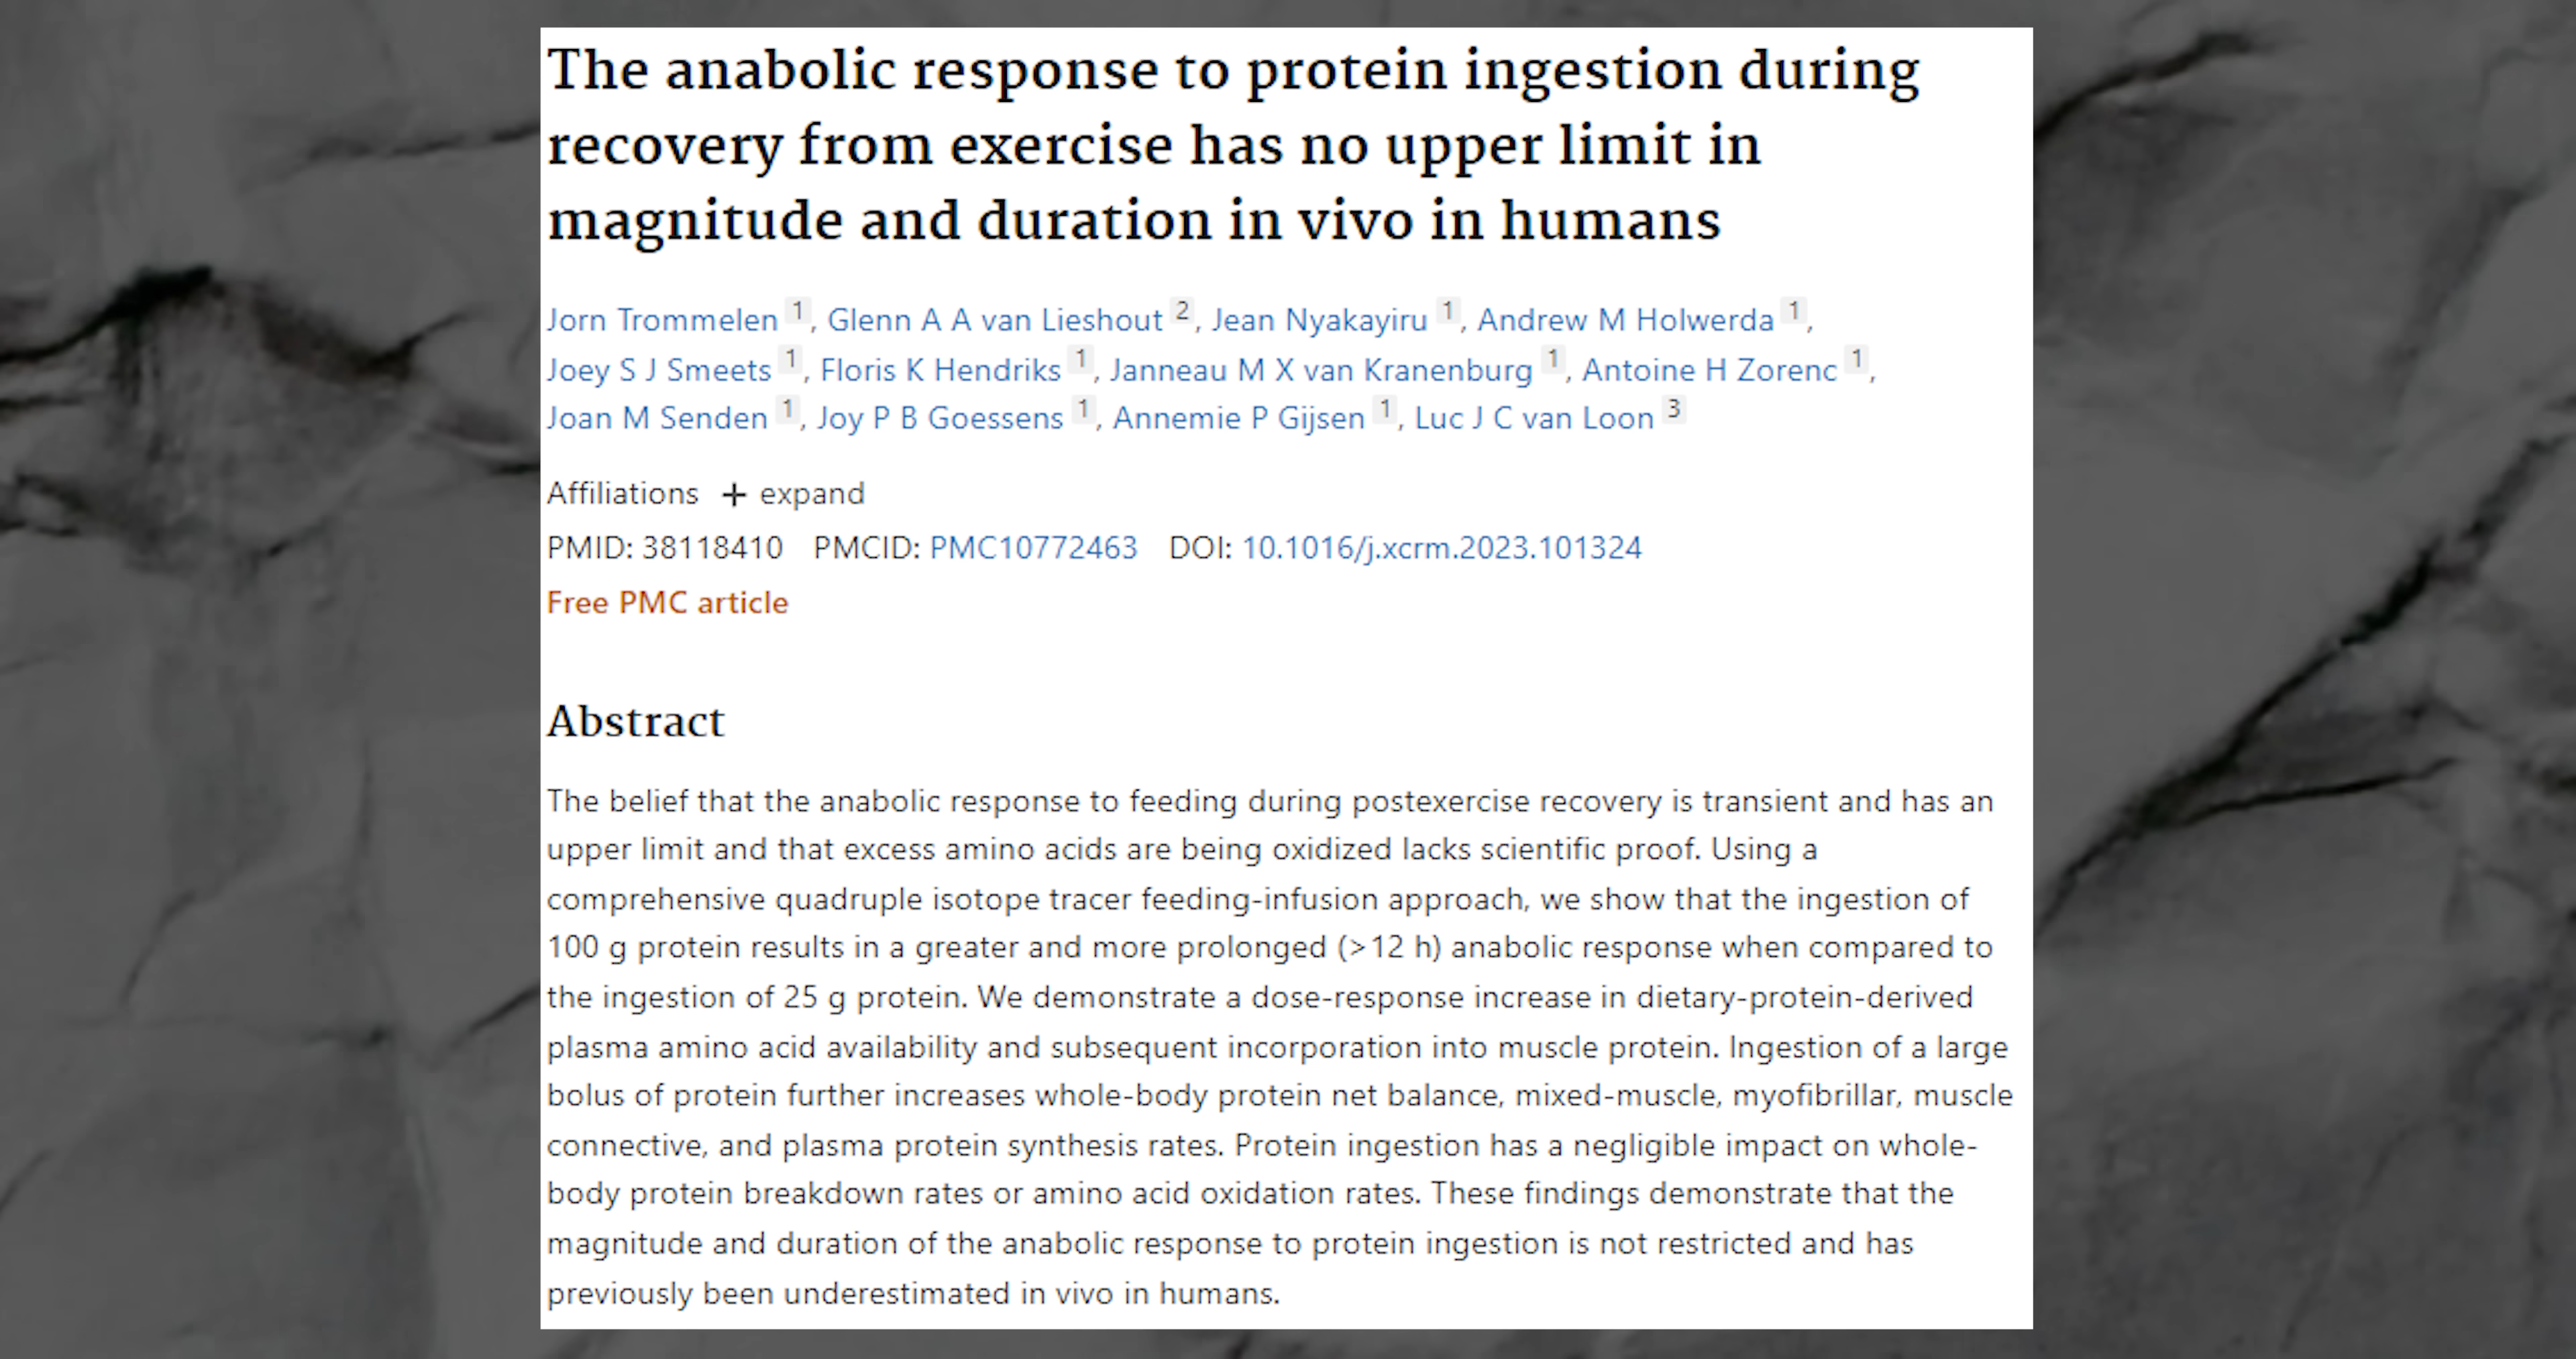 The anabolic response to protein ingestion during
recovery from exercise has no upper limit in
magnitude and duration in vivo in humans
Jorn Trommelen 1, Glenn A A van Lieshout 2, Jean Nyakayiru 1, Andrew M Holwerda 1,
Joey S J Smeets 1, Floris K Hendriks 1, Janneau M X van Kranenburg 1, Antoine H Zorenc 1,
Joan M Senden 1, Joy P B Goessens 1, Annemie P Gijsen 1, Luc J C van Loon 3
Affiliations + expand
PMID: 38118410 PMCID: PMC10772463 DOI: 10.1016/j.xcrm.2023.101324
Free PMC article
Abstract
The belief that the anabolic response to feeding during postexercise recovery is transient and has an
upper limit and that excess amino acids are being oxidized lacks scientific proof. Using a
comprehensive quadruple isotope tracer feeding-infusion approach, we show that the ingestion of
100 g protein results in a greater and more prolonged (>12 h) anabolic response when compared to
the ingestion of 25 g protein. We demonstrate a dose-response increase in dietary-protein-derived
plasma amino acid availability and subsequent incorporation into muscle protein. Ingestion of a large
bolus of protein further increases whole-body protein net balance, mixed-muscle, myofibrillar, muscle
connective, and plasma protein synthesis rates. Protein ingestion has a negligible impact on whole-
body protein breakdown rates or amino acid oxidation rates. These findings demonstrate that the
magnitude and duration of the anabolic response to protein ingestion is not restricted and has
previously been underestimated in vivo in humans.